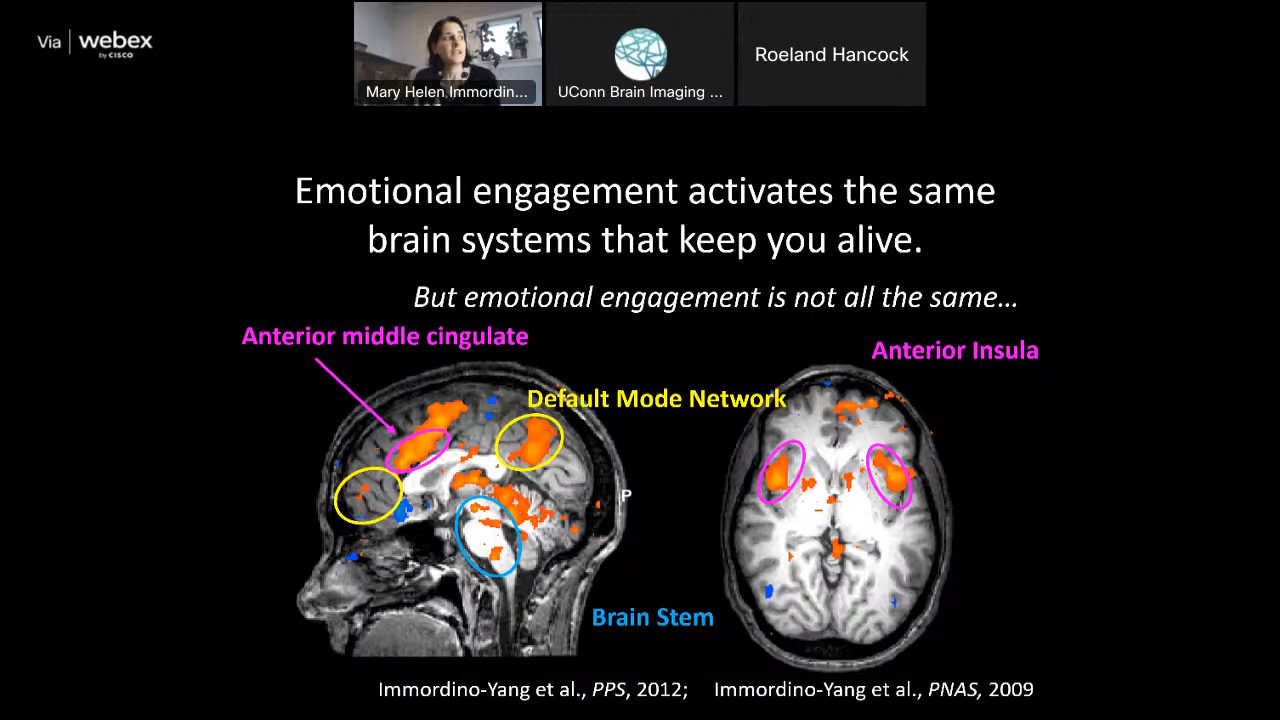 Via | webex
by CISCO
Mary Helen Immordin...
UConn Brain Imaging ...
Roeland Hancock
Emotional engagement activates the same
brain systems that keep you alive.
But emotional engagement is not all the same…
Anterior middle cingulate
Anterior Insula
Default Mode Network
P
Brain Stem
Immordino-Yang et al., PPS, 2012; Immordino-Yang et al., PNAS, 2009